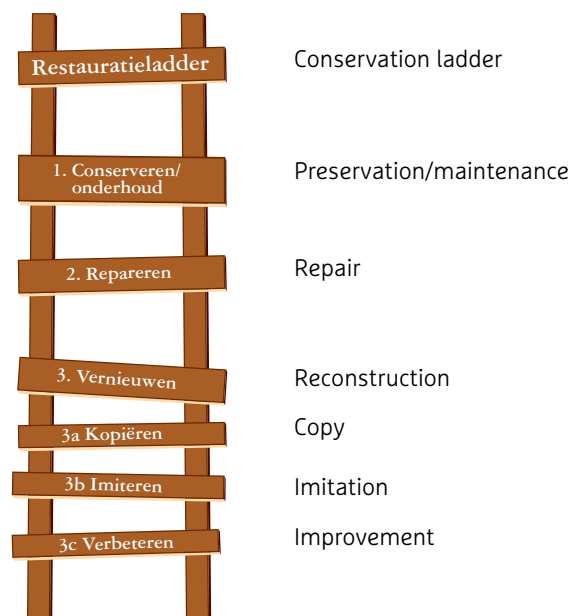 Restauratieladder
Conservation ladder
1. Conserveren/
onderhoud
Preservation/maintenance
2. Repareren
Repair
3. Vernieuwen
Reconstruction
3a Kopiëren
Copy
3b Imiteren
Imitation
3c Verbeteren
Improvement